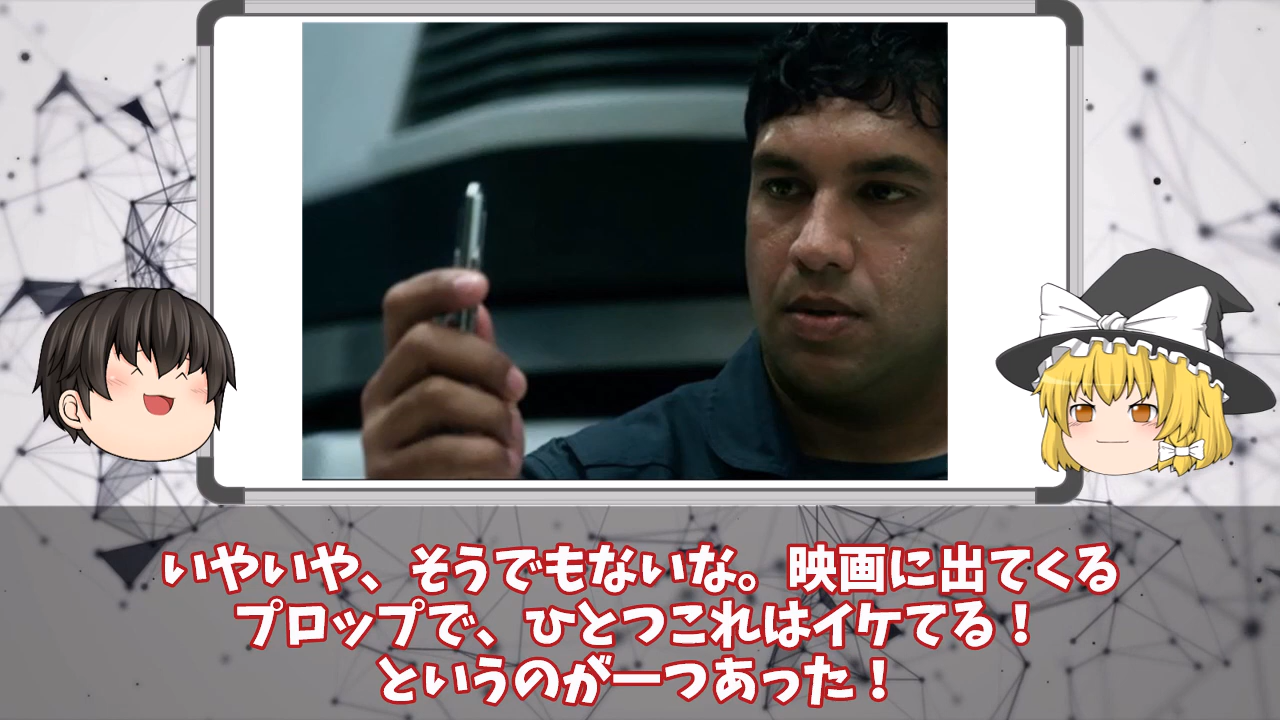 いやいや、そうでもないな。映画に出てくる
プロップで、ひとつこれはイケてる！
というのが一つあった！